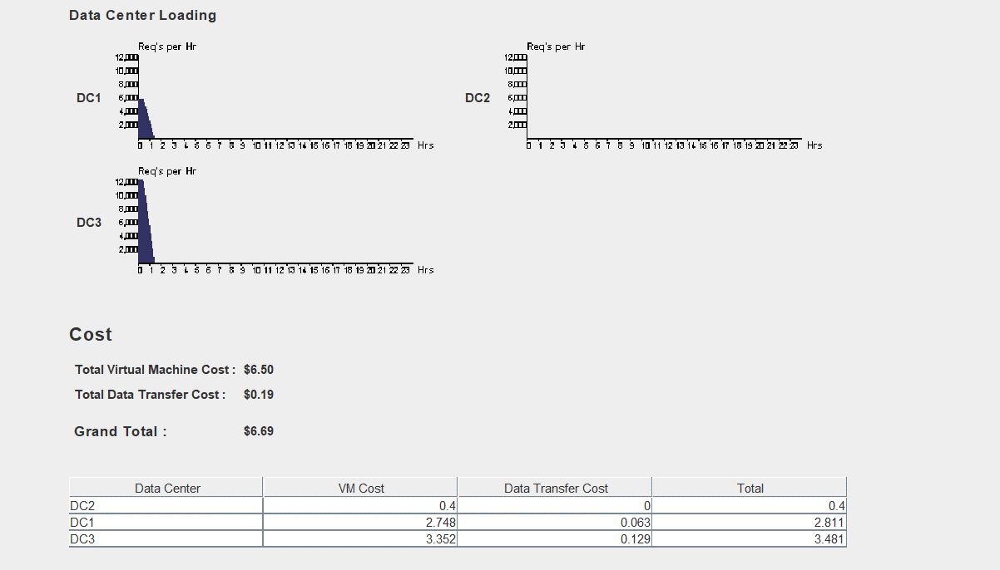 Data Center Loading
Req's per Hr
12,000
10,000
8,000
DC1
6,000
4,000
2,000
0 1 2 3 4 5 6 7 8 9 10 11 12 13 14 15 16 17 18 19 20 21 22 23 Hrs
Req's per Hr
12,000
10,000
8,000
DC2
6,000
4,000
2,000
0 1 2 3 4 5 6 7 8 9 10 11 12 13 14 15 16 17 18 19 20 21 22 23 Hrs
Req's per Hr
12,000
10,000
8,000
DC3
6,000
4,000
2,000
0 1 2 3 4 5 6 7 8 9 10 11 12 13 14 15 16 17 18 19 20 21 22 23 Hrs
Cost
Total Virtual Machine Cost : $6.50
Total Data Transfer Cost : $0.19
Grand Total : $6.69
Data Center VM Cost Data Transfer Cost Total
DC2 0.4 0 0.4
DC1 2.748 0.063 2.811
DC3 3.352 0.129 3.481